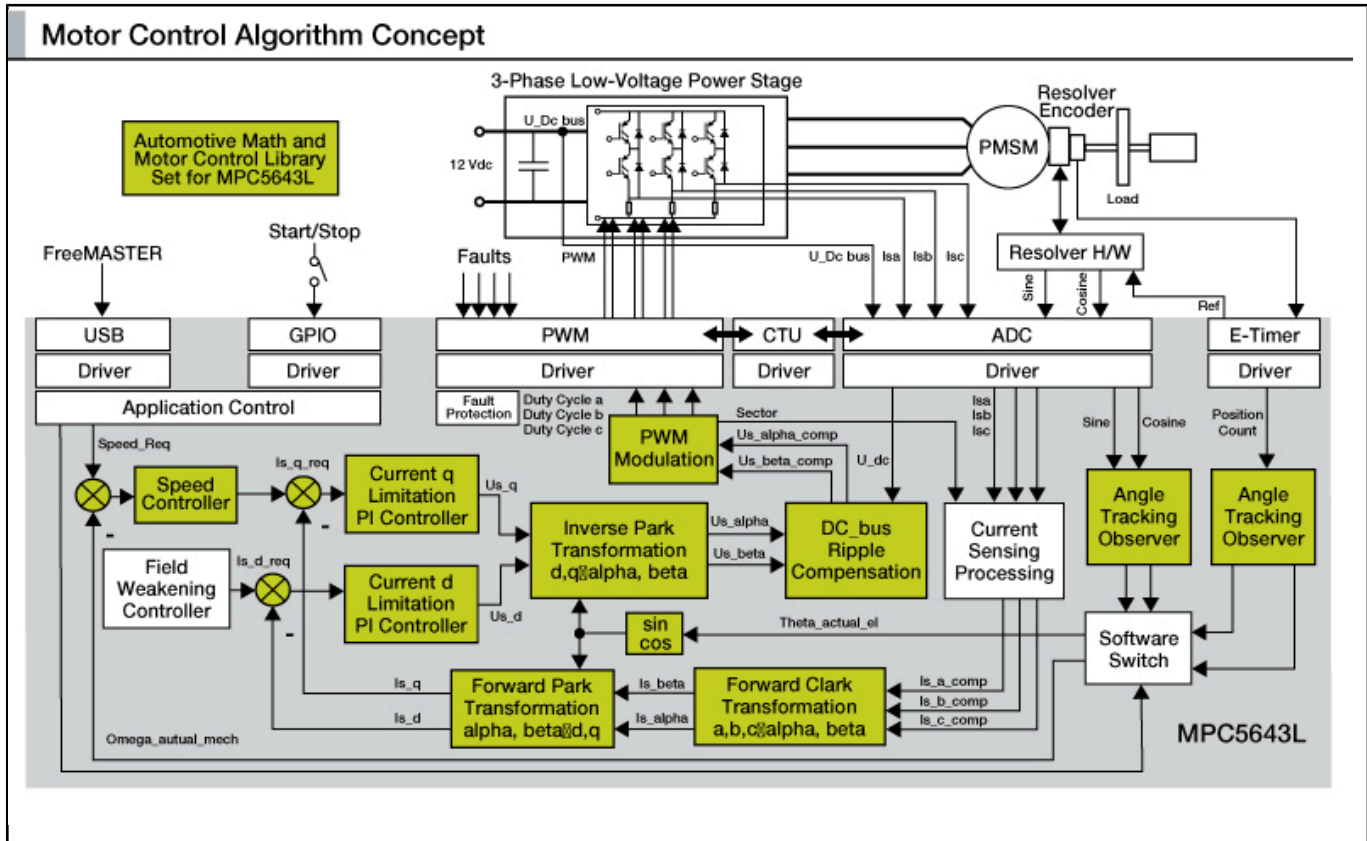 Motor Control Algorithm Concept
3-Phase Low-Voltage Power Stage
Resolver
Encoder
U_Dc bus
12 Vdc
PMSM
Load
Automotive Math and
Motor Control Library
Set for MPC5643L
Start/Stop
FreeMASTER
Faults
PWM
U_Dc bus
Isa
Isb
Isc
Resolver H/W
Sine
Cosine
Ref
USB
GPIO
PWM
CTU
ADC
E-Timer
Driver
Driver
Driver
Driver
Driver
Driver
Application Control
Fault
Protection
Duty Cycle a
Duty Cycle b
Duty Cycle c
Sector
Isa
Isb
Isc
Sine
Cosine
Position
Count
Speed_Req
Is_q_req
PWM
Modulation
Us_alpha_comp
Us_beta_comp
U_dc
Speed
Controller
Current q
Limitation
PI Controller
Us_q
Inverse Park
Transformation
d,q alpha, beta
Us_alpha
Us_beta
DC_bus
Ripple
Compensation
Current
Sensing
Processing
Angle
Tracking
Observer
Angle
Tracking
Observer
-
Field
Weakening
Controller
Is_d_req
-
Current d
Limitation
PI Controller
Us_d
-
sin
cos
Theta_actual_el
Software
Switch
Is_q
Is_d
Forward Park
Transformation
alpha, beta d,q
Is_beta
Is_alpha
Forward Clark
Transformation
a,b,c alpha, beta
Is_a_comp
Is_b_comp
Is_c_comp
Omega_autual_mech
MPC5643L